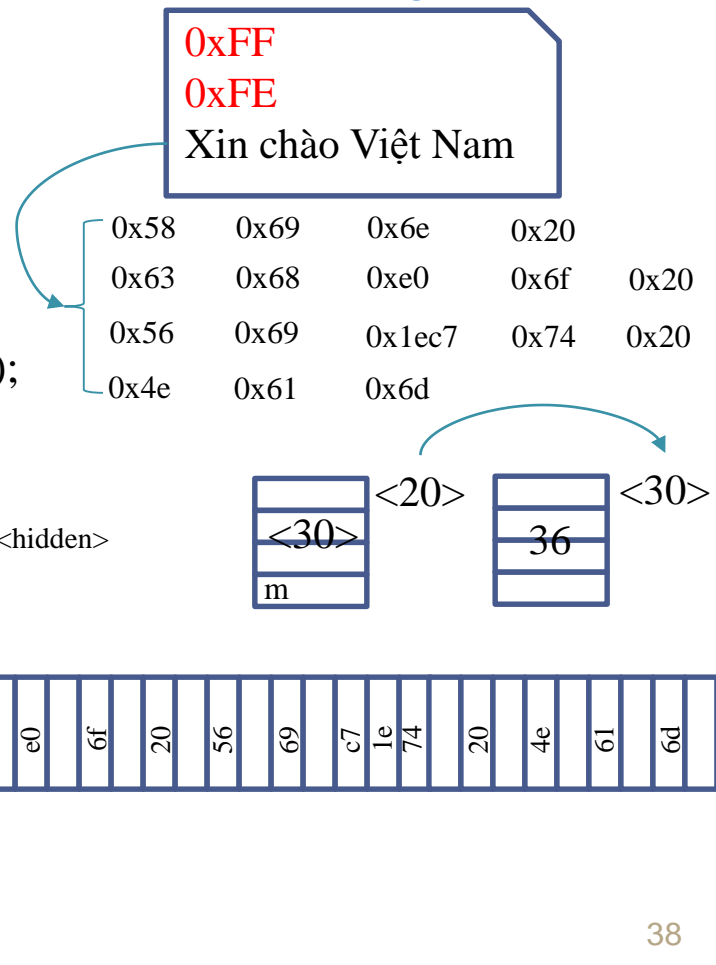 0xFF
0xFE
Xin chào Việt Nam
0x58 0x69 0x6e 0x20
0x63 0x68 0xe0 0x6f 0x20
0x56 0x69 0x1ec7 0x74 0x20
);
0x4e 0x61 0x6d
<20> <30>
<hidden> <30> 36
m
e0 6f 20 56 69 c7 1e 74 20 4e 61 6d
38